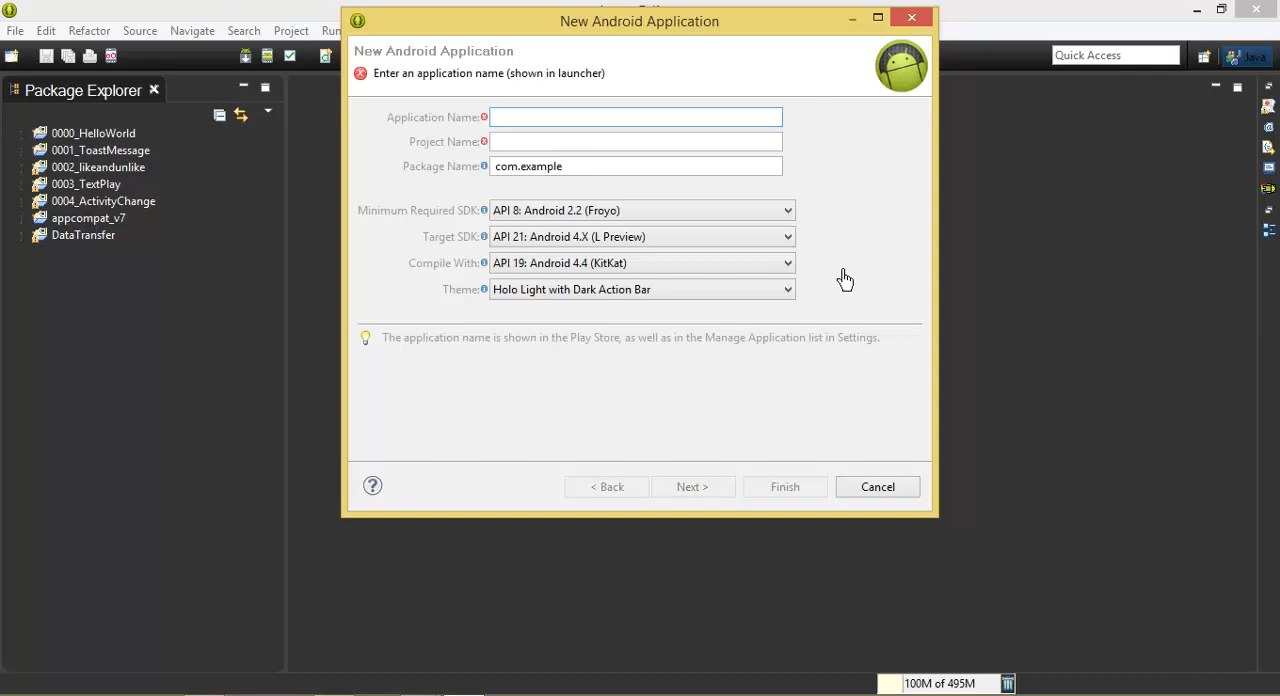 New Android Application
File Edit Refactor Source Navigate Search Project Run
Quick Access
Java
Package Explorer
0000_HelloWorld
0001_ToastMessage
0002_likeandunlike
0003_TextPlay
0004_ActivityChange
appcompat_v7
DataTransfer
New Android Application
Enter an application name (shown in launcher)
Application Name:
Project Name:
Package Name: com.example
Minimum Required SDK: API 8: Android 2.2 (Froyo)
Target SDK: API 21: Android 4.X (L Preview)
Compile With: API 19: Android 4.4 (KitKat)
Theme: Holo Light with Dark Action Bar
The application name is shown in the Play Store, as well as in the Manage Application list in Settings.
?
< Back Next > Finish Cancel
100M of 495M